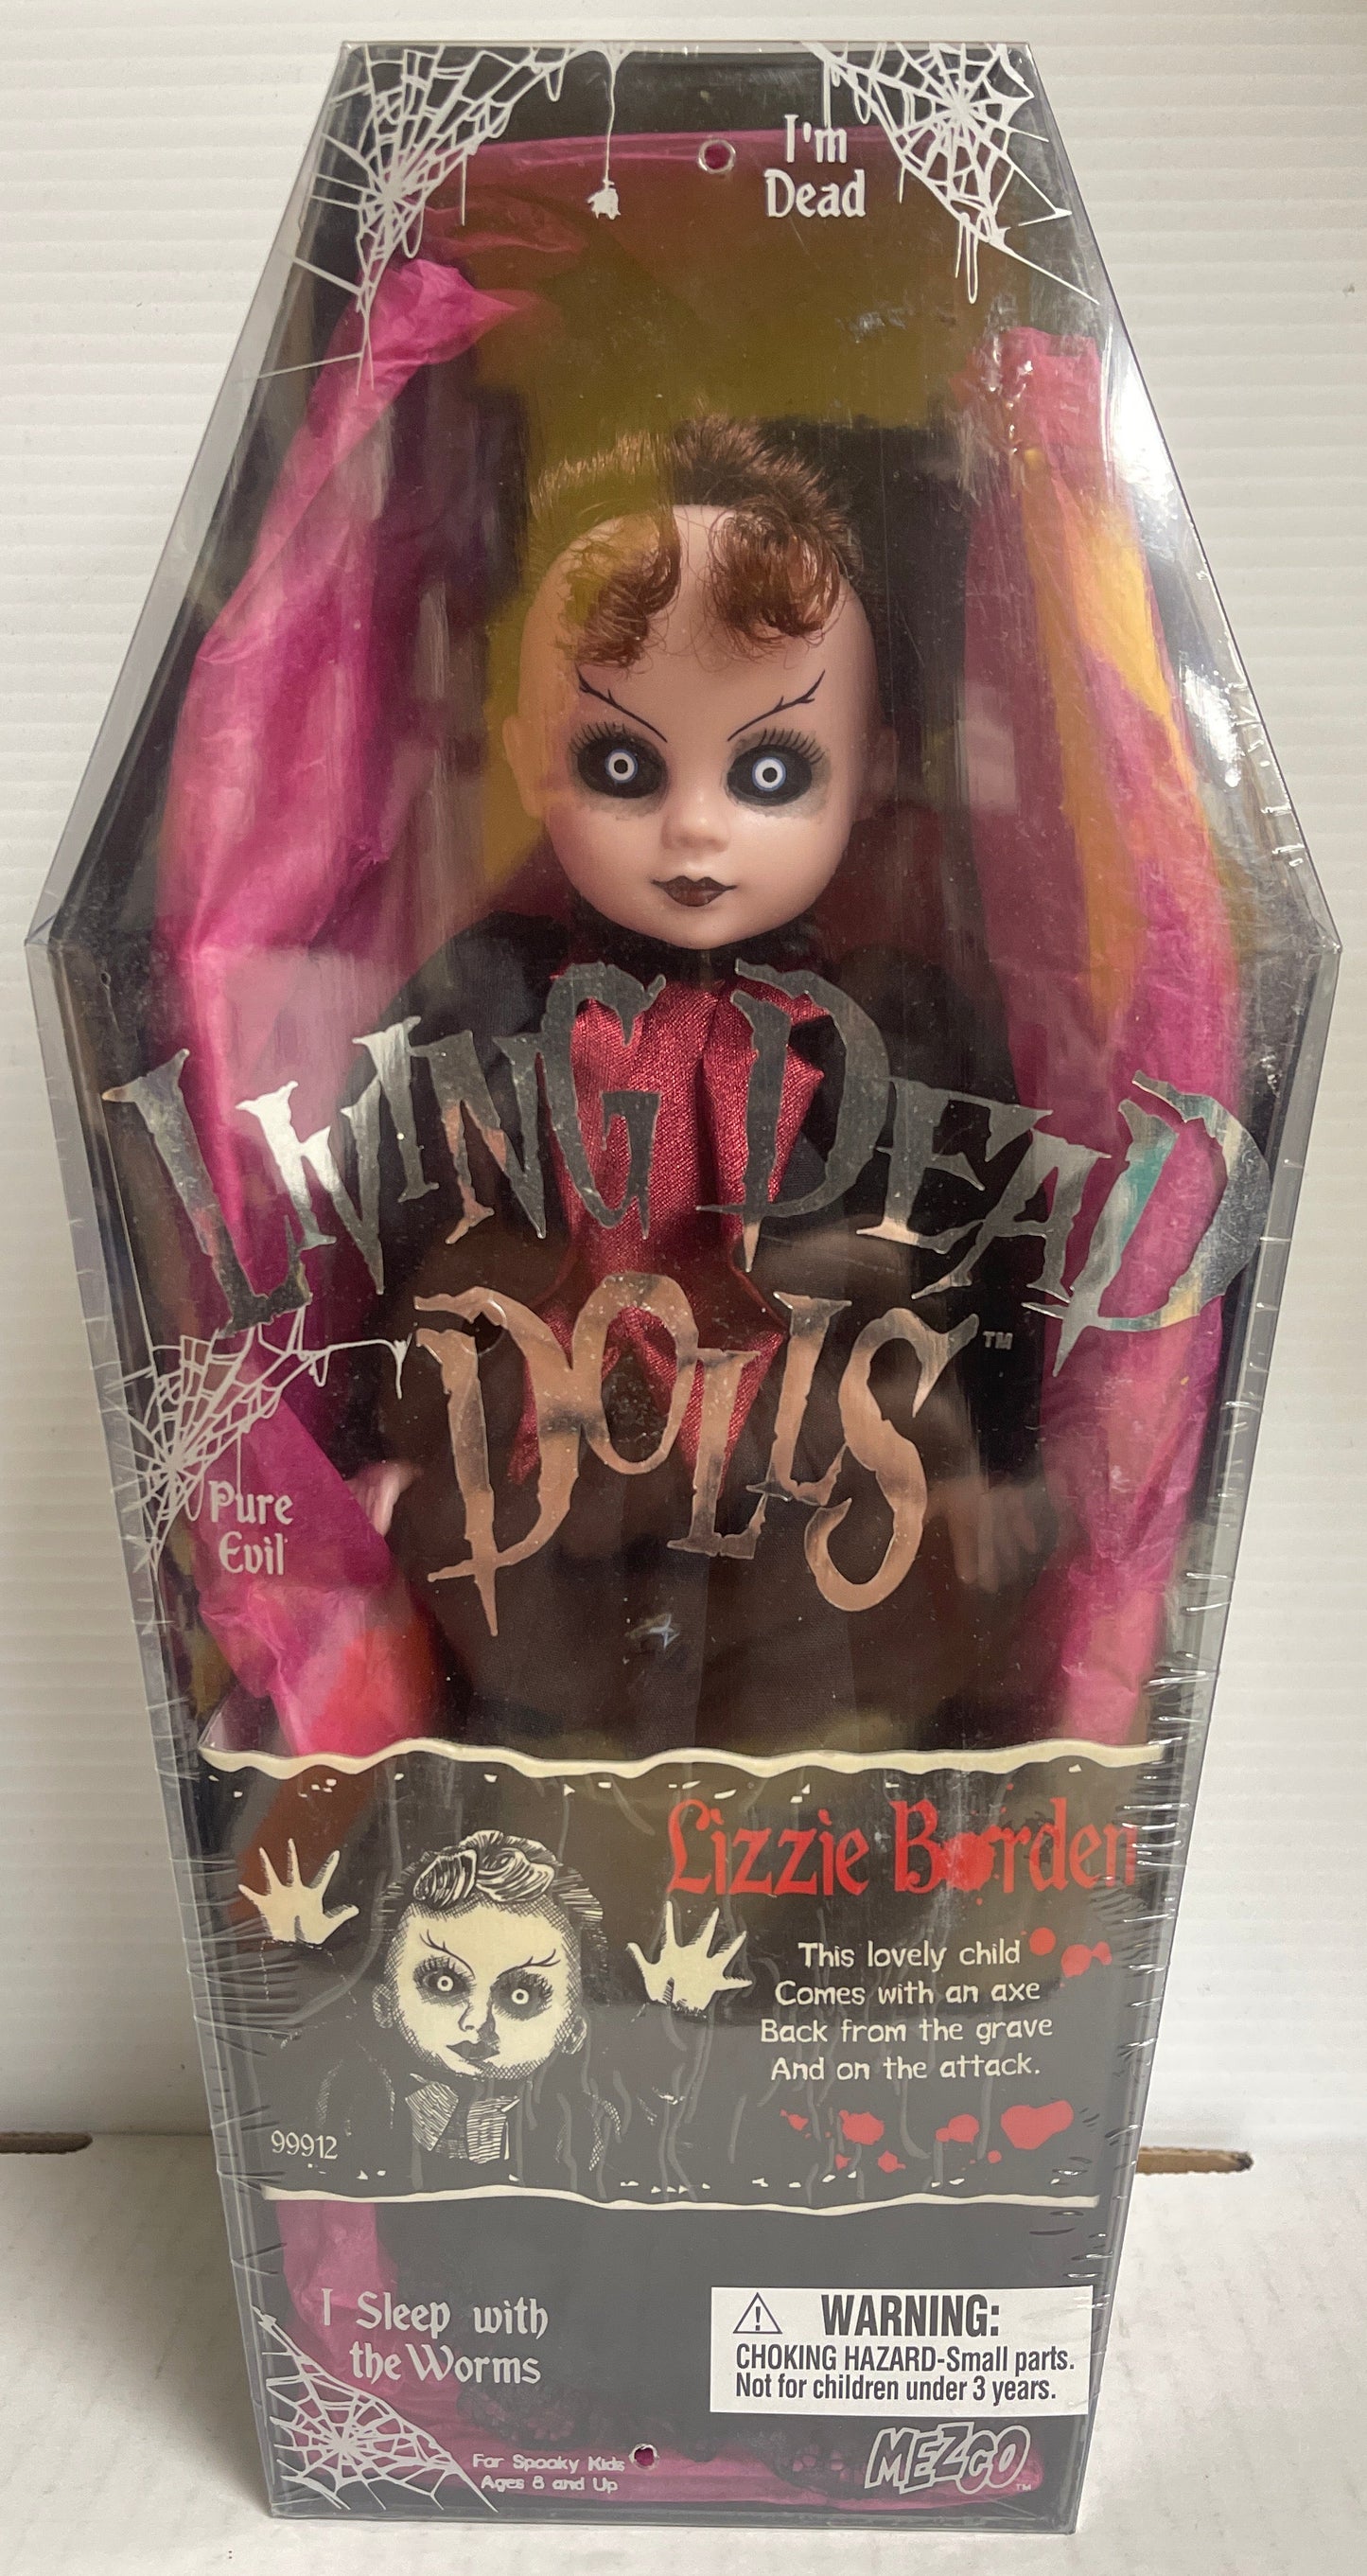 I'm
Dead
LIVING DEAD
DOLLS™
Pure
Evil
Lizzie Borden
This lovely child
Comes with an axe
Back from the grave
And on the attack.
99912
I Sleep with
the Worms
WARNING:
CHOKING HAZARD-Small parts.
Not for children under 3 years.
For Spooky Kids
Ages 8 and Up
MEZCO™